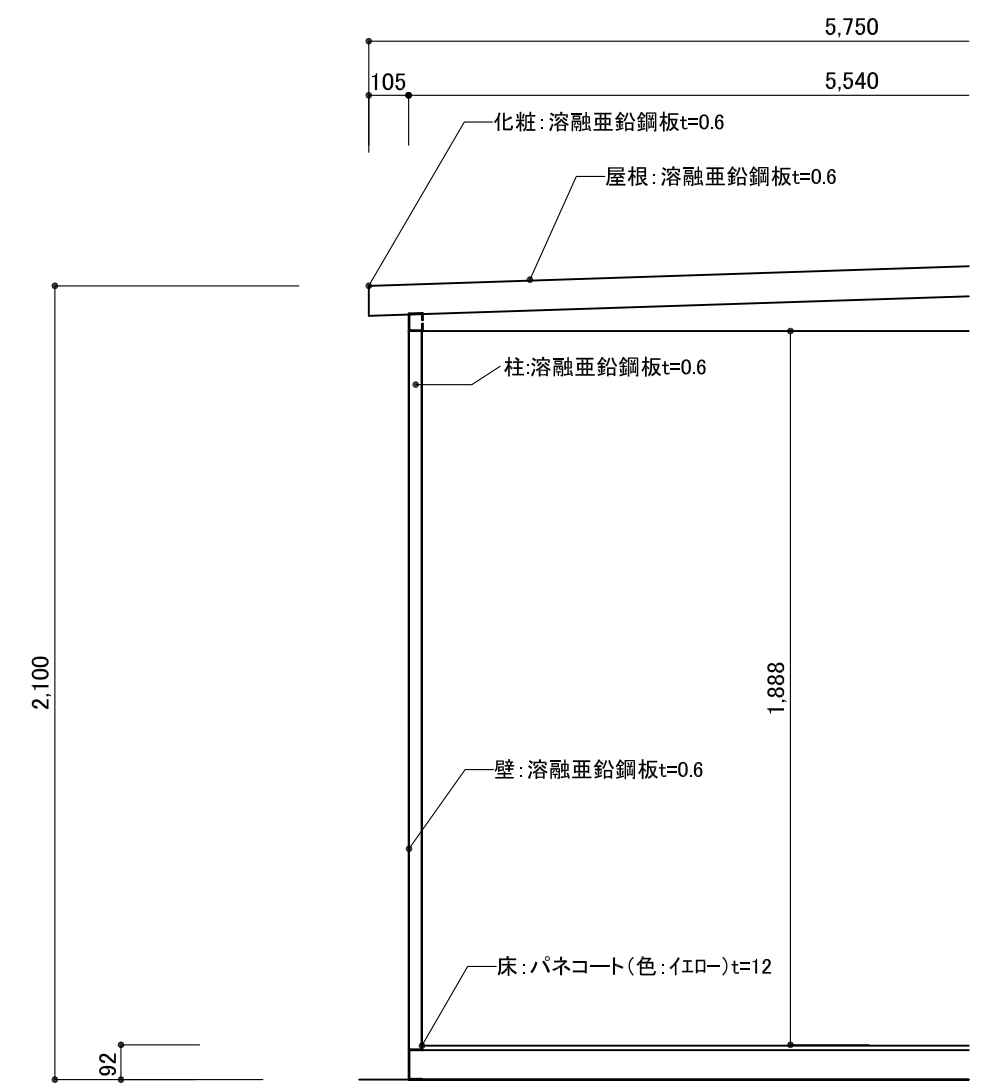 5,750
105
5,540
化粧:溶融亜鉛鋼板t=0.6
屋根:溶融亜鉛鋼板t=0.6
柱:溶融亜鉛鋼板t=0.6
2,100
1,888
壁:溶融亜鉛鋼板t=0.6
床:パネコート(色:イエロー)t=12
92